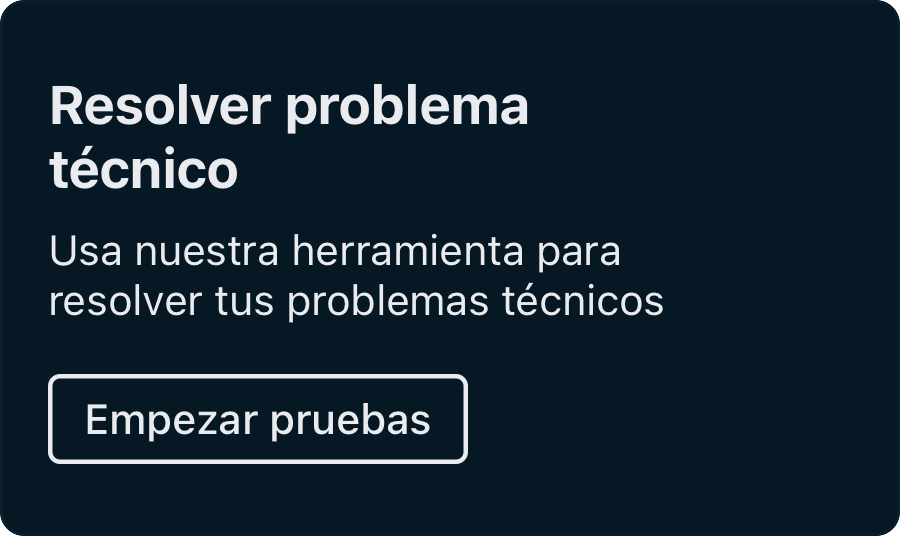 Resolver problema
técnico
Usa nuestra herramienta para
resolver tus problemas técnicos
Empezar pruebas